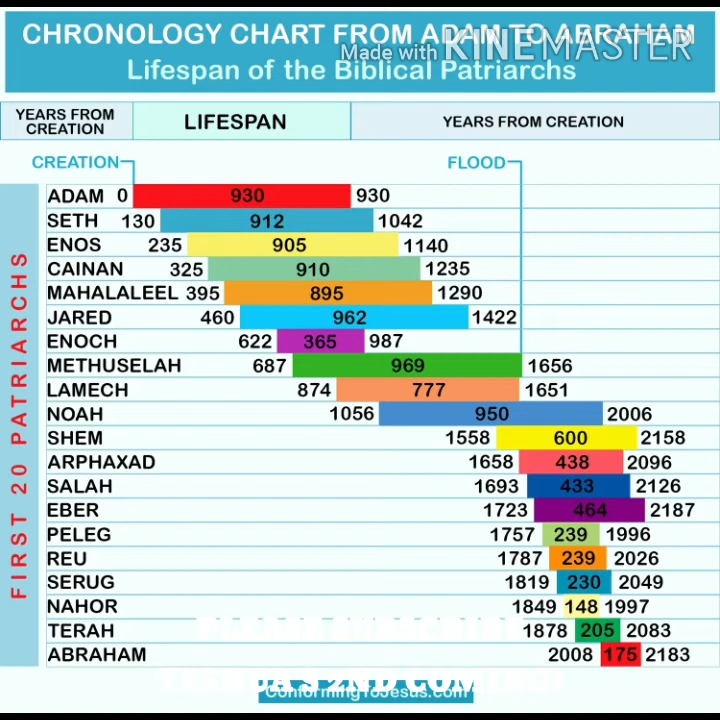 CHRONOLOGY CHART FROM ADAM TO ABRAHAM
Made with KINEMASTER
Lifespan of the Biblical Patriarchs
YEARS FROM CREATION LIFESPAN YEARS FROM CREATION
CREATION FLOOD
FIRST 20 PATRIARCHS
ADAM 0 930 930
SETH 130 912 1042
ENOS 235 905 1140
CAINAN 325 910 1235
MAHALALEEL 395 895 1290
JARED 460 962 1422
ENOCH 622 365 987
METHUSELAH 687 969 1656
LAMECH 874 777 1651
NOAH 1056 950 2006
SHEM 1558 600 2158
ARPHAXAD 1658 438 2096
SALAH 1693 433 2126
EBER 1723 464 2187
PELEG 1757 239 1996
REU 1787 239 2026
SERUG 1819 230 2049
NAHOR 1849 148 1997
TERAH 1878 205 2083
ABRAHAM 2008 175 2183
2ND
ConformingToJesus.com